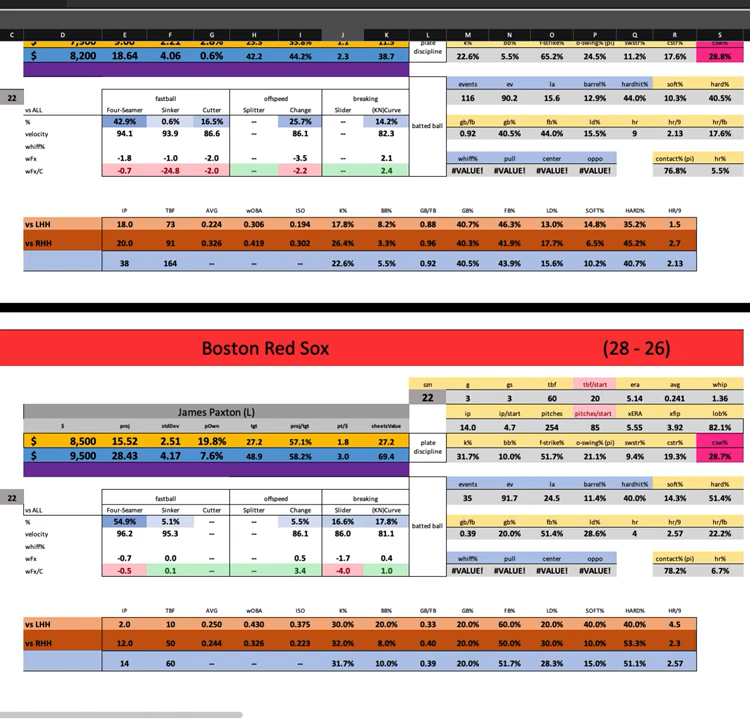 C D E F G H I J K L M N O P Q R S
$ 7,500 9.00 2.21 2.8% 23.3 35.8% 1.1 11.5 plate discipline k% bb% f-strike% o-swing% (pi) swstr% cstr% csw%
$ 8,200 18.64 4.06 0.6% 42.2 44.2% 2.3 38.7 22.6% 5.5% 65.2% 24.5% 11.2% 17.6% 28.8%
events ev la barrel% hardhit% soft% hard%
22 fastball offspeed breaking 116 90.2 15.6 12.9% 44.0% 10.3% 40.5%
vs ALL Four-Seamer Sinker Cutter Splitter Change Slider (KN)Curve
% 42.9% 0.6% 16.5% -- 25.7% -- 14.2% batted ball gb/fb gb% fb% ld% hr hr/9 hr/fb
velocity 94.1 93.9 86.6 -- 86.1 -- 82.3 0.92 40.5% 44.0% 15.5% 9 2.13 17.6%
whiff%
wFx -1.8 -1.0 -2.0 -- -3.5 -- 2.1 whiff% pull center oppo contact% (pi) hr%
wFx/C -0.7 -24.8 -2.0 -- -2.2 -- 2.4 #VALUE! #VALUE! #VALUE! #VALUE! 76.8% 5.5%
IP TBF AVG wOBA ISO K% BB% GB/FB GB% FB% LD% SOFT% HARD% HR/9
vs LHH 18.0 73 0.224 0.306 0.194 17.8% 8.2% 0.88 40.7% 46.3% 13.0% 14.8% 35.2% 1.5
vs RHH 20.0 91 0.326 0.419 0.302 26.4% 3.3% 0.96 40.3% 41.9% 17.7% 6.5% 45.2% 2.7
38 164 -- -- -- 22.6% 5.5% 0.92 40.5% 43.9% 15.6% 10.2% 40.7% 2.13
Boston Red Sox (28 - 26)
szn g gs tbf tbf/start era avg whip
22 3 3 60 20 5.14 0.241 1.36
James Paxton (L) ip ip/start pitches pitches/start xERA xfip lob%
$ proj stdDev pOwn tgt proj/tgt pt/$ sheetsValue 14.0 4.7 254 85 5.55 3.92 82.1%
$ 8,500 15.52 2.51 19.8% 27.2 57.1% 1.8 27.2 plate discipline k% bb% f-strike% o-swing% (pi) swstr% cstr% csw%
$ 9,500 28.43 4.17 7.6% 48.9 58.2% 3.0 69.4 31.7% 10.0% 51.7% 21.1% 9.4% 19.3% 28.7%
events ev la barrel% hardhit% soft% hard%
22 fastball offspeed breaking 35 91.7 24.5 11.4% 40.0% 14.3% 51.4%
vs ALL Four-Seamer Sinker Cutter Splitter Change Slider (KN)Curve
% 54.9% 5.1% -- -- 5.5% 16.6% 17.8% batted ball gb/fb gb% fb% ld% hr hr/9 hr/fb
velocity 96.2 95.3 -- -- 86.1 86.0 81.1 0.39 20.0% 51.4% 28.6% 4 2.57 22.2%
whiff%
wFx -0.7 0.0 -- -- 0.5 -1.7 0.4 whiff% pull center oppo contact% (pi) hr%
wFx/C -0.5 0.1 -- -- 3.4 -4.0 1.0 #VALUE! #VALUE! #VALUE! #VALUE! 78.2% 6.7%
IP TBF AVG wOBA ISO K% BB% GB/FB GB% FB% LD% SOFT% HARD% HR/9
vs LHH 2.0 10 0.250 0.430 0.375 30.0% 20.0% 0.33 20.0% 60.0% 20.0% 40.0% 40.0% 4.5
vs RHH 12.0 50 0.244 0.326 0.223 32.0% 8.0% 0.40 20.0% 50.0% 30.0% 10.0% 53.3% 2.3
14 60 -- -- -- 31.7% 10.0% 0.39 20.0% 51.7% 28.3% 15.0% 51.1% 2.57